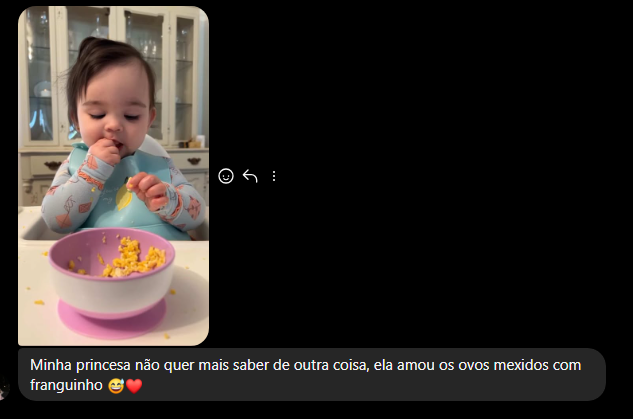 Minha princesa não quer mais saber de outra coisa, ela amou os ovos mexidos com
franguinho 😅❤️